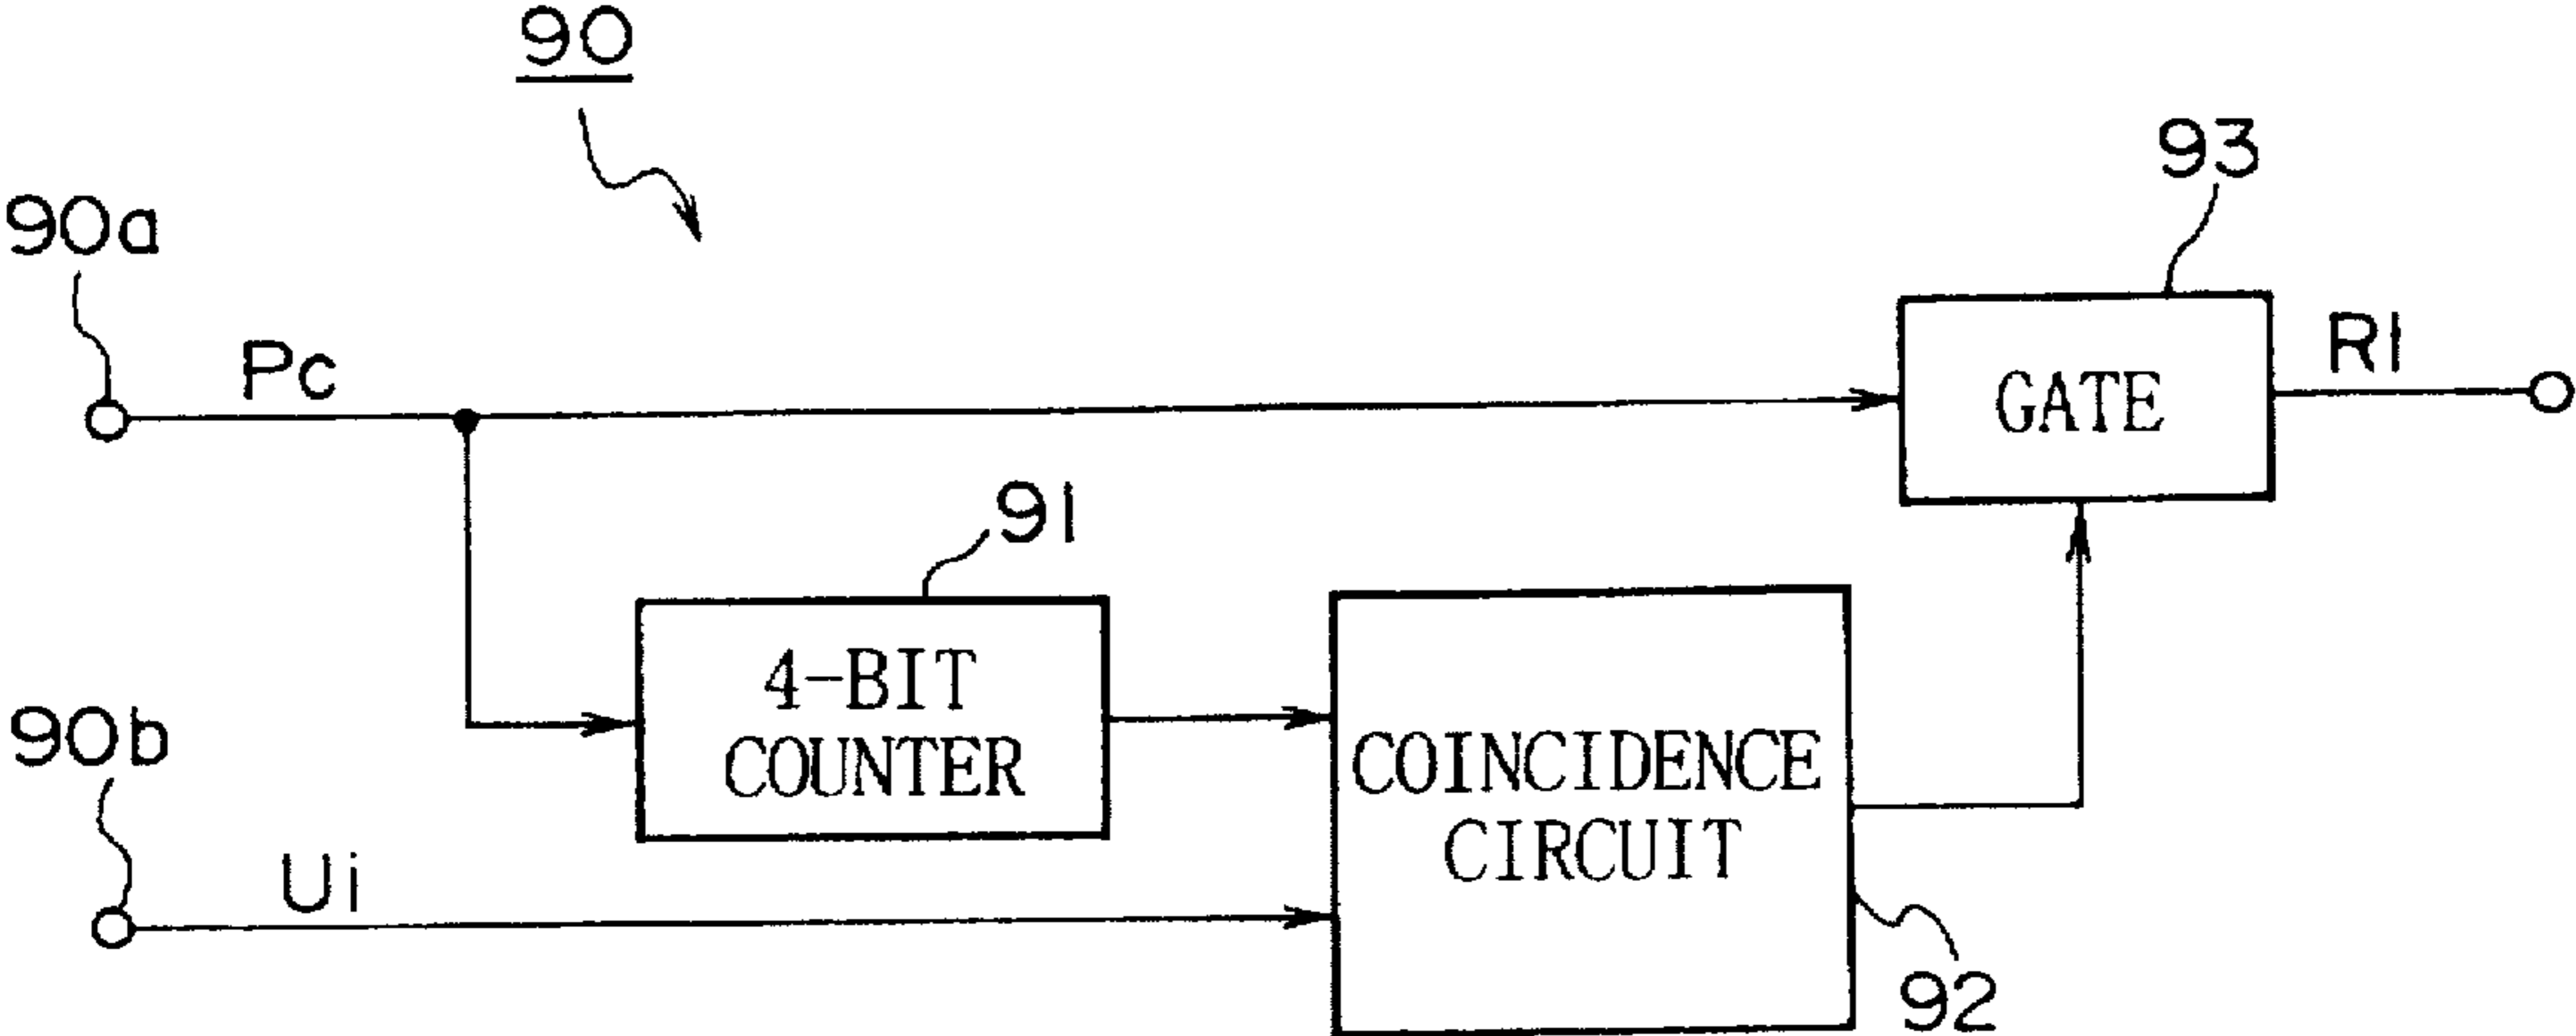 90
93
90a
Pc
GATE
R1
91
4-BIT
COUNTER
COINCIDENCE
CIRCUIT
90b
Ui
92